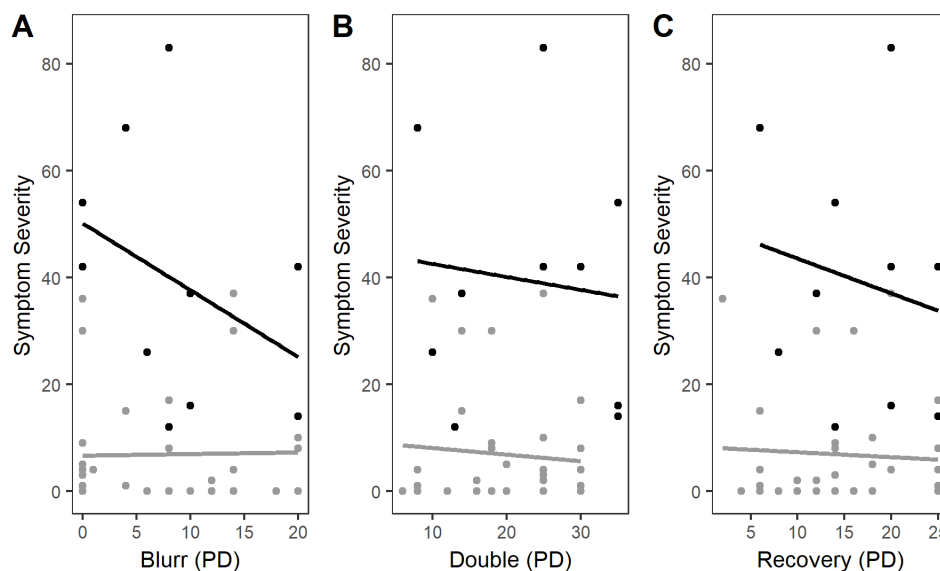 A B C
80 80 80
60 60 60
40 40 40
20 20 20
0 0 0
Symptom Severity Symptom Severity Symptom Severity
0 5 10 15 20 10 20 30 5 10 15 20 25
Blurr (PD) Double (PD) Recovery (PD)